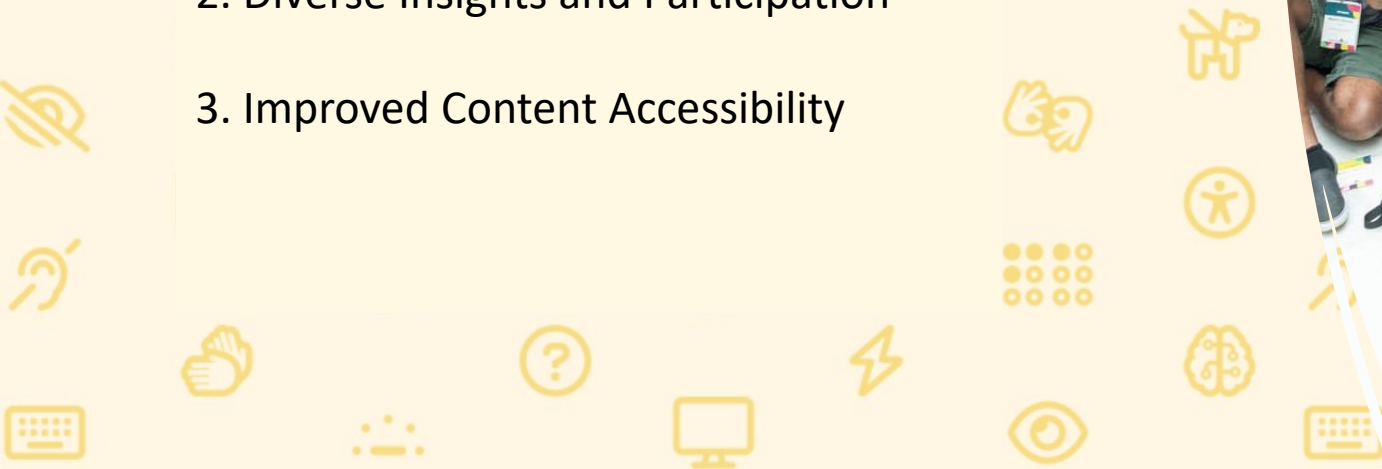 2. Diverse Insights and Participation
3. Improved Content Accessibility